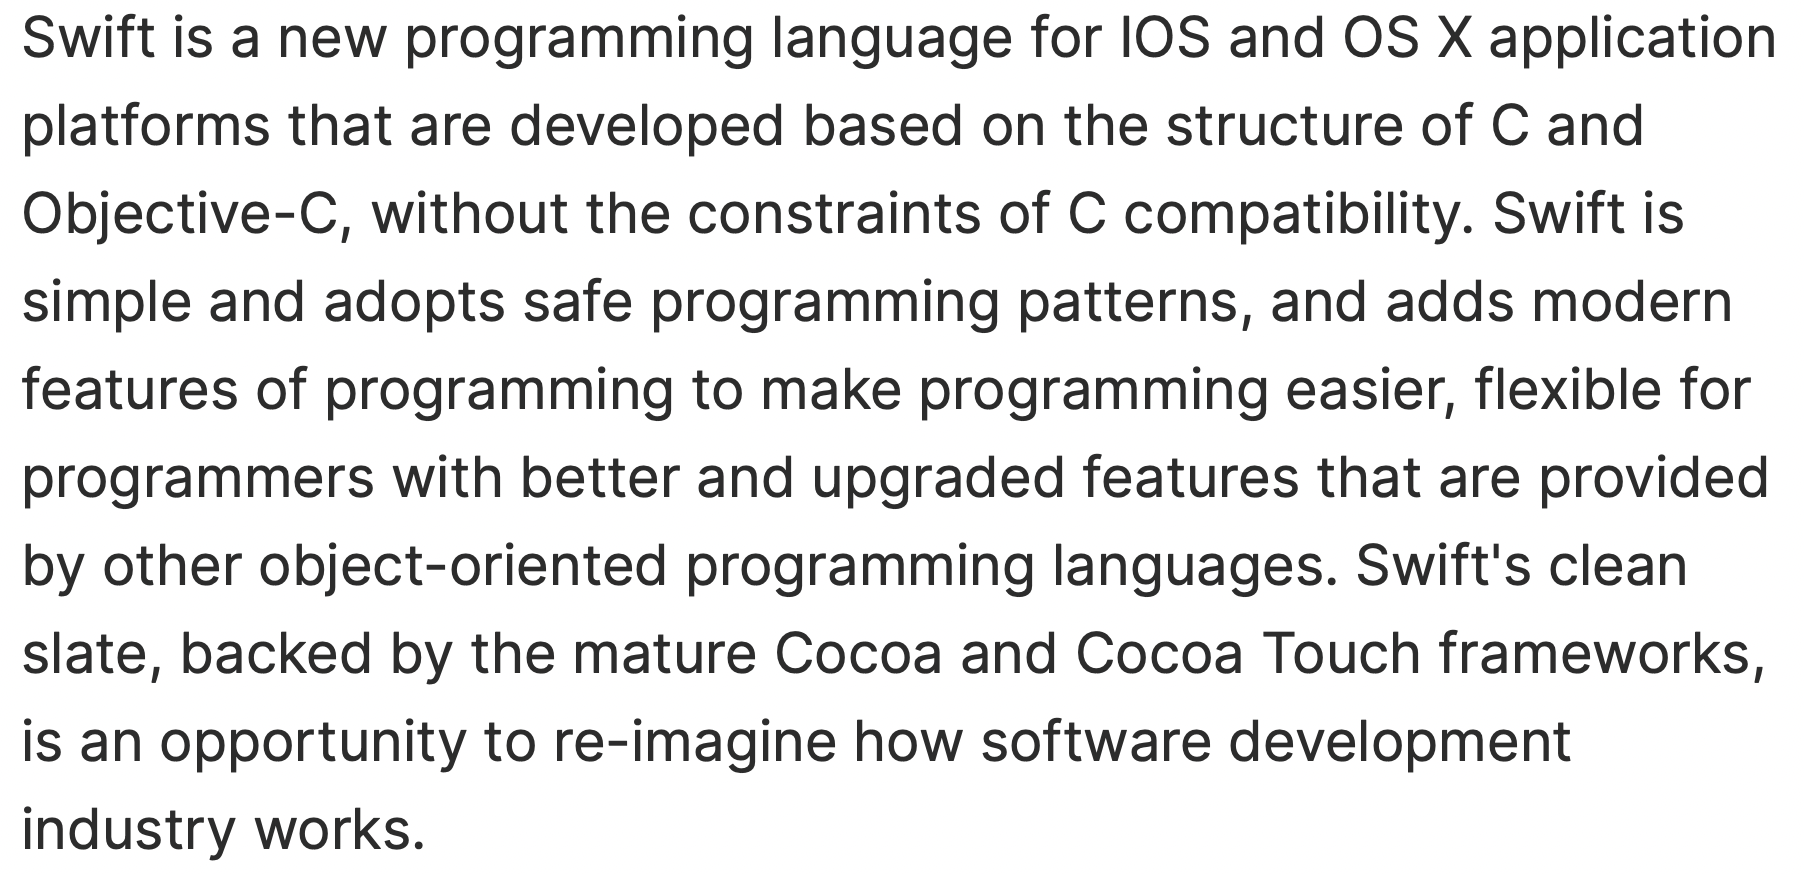 Swift is a new programming language for IOS and OS X application
platforms that are developed based on the structure of C and
Objective-C, without the constraints of C compatibility. Swift is
simple and adopts safe programming patterns, and adds modern
features of programming to make programming easier, flexible for
programmers with better and upgraded features that are provided
by other object-oriented programming languages. Swift's clean
slate, backed by the mature Cocoa and Cocoa Touch frameworks,
is an opportunity to re-imagine how software development
industry works.